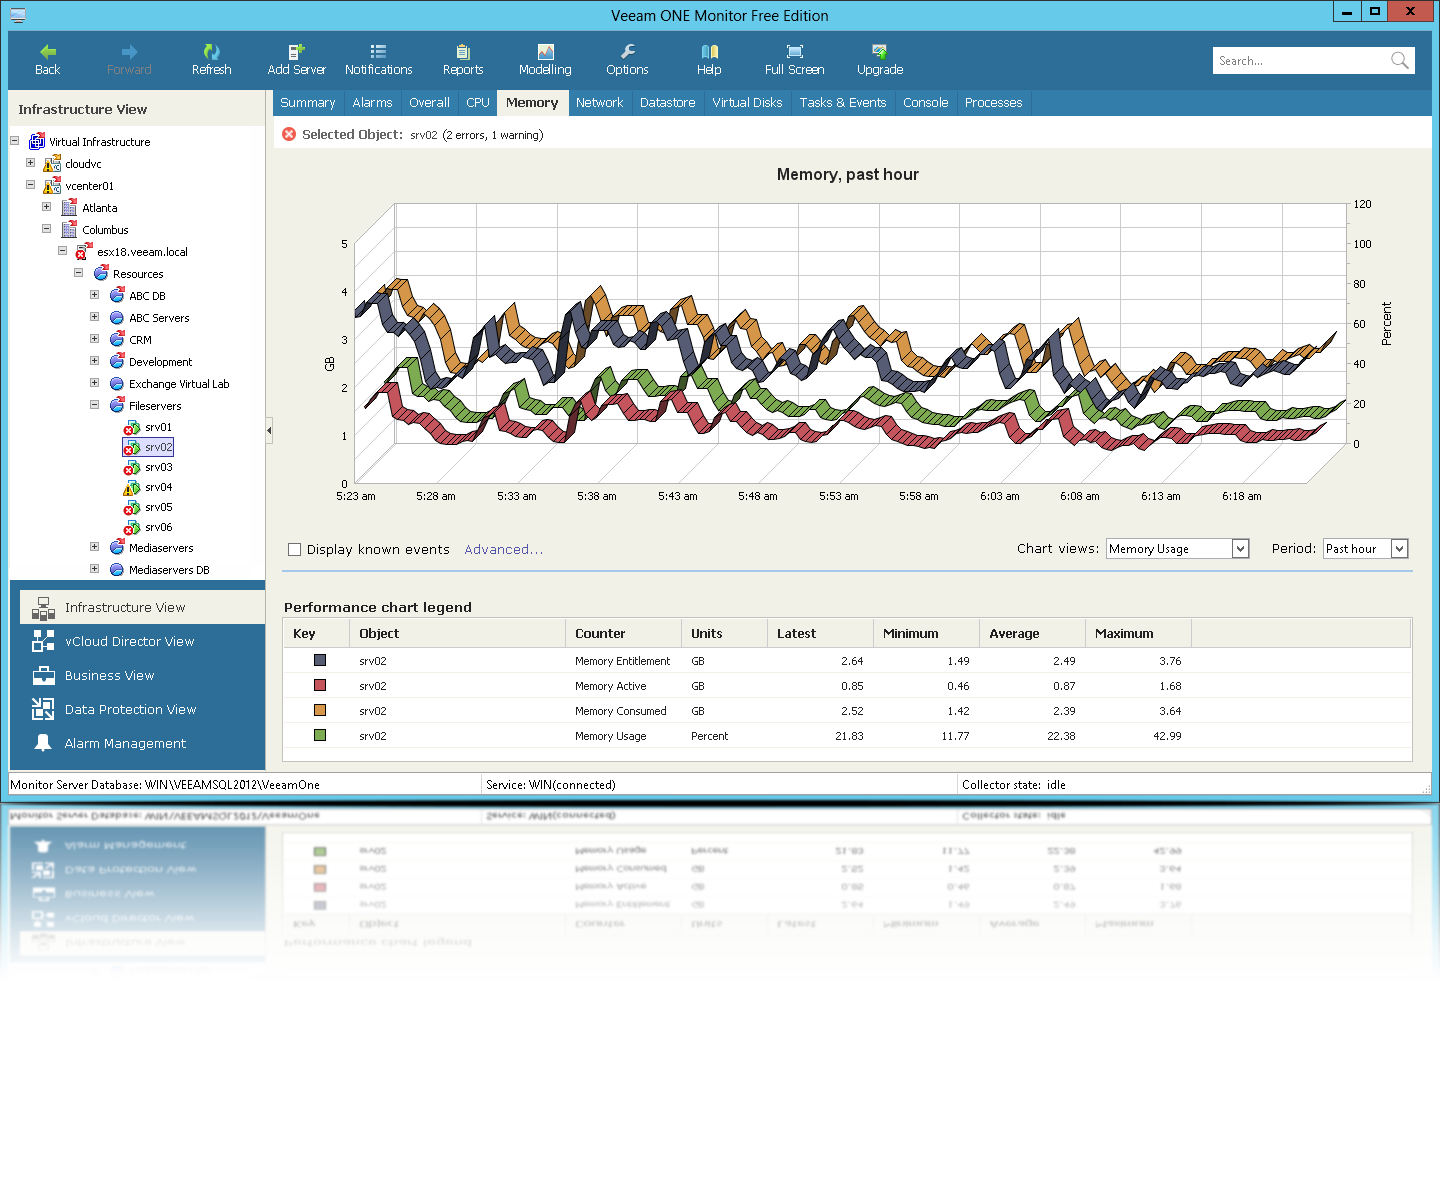 Veeam ONE Monitor Free Edition
Back
Forward
Refresh
Add Server
Notifications
Reports
Modelling
Options
Help
Full Screen
Upgrade
Search...
Infrastructure View
Summary
Alarms
Overall
CPU
Memory
Network
Datastore
Virtual Disks
Tasks & Events
Console
Processes
Selected Object: srv02 (2 errors, 1 warning)
Virtual Infrastructure
cloudvc
vcenter01
Atlanta
Columbus
esx18.veeam.local
Resources
ABC DB
ABC Servers
CRM
Development
Exchange Virtual Lab
Fileservers
srv01
srv02
srv03
srv04
srv05
srv06
Mediaservers
Mediaservers DB
Memory, past hour
5
4
3
2
1
0
GB
120
100
80
60
40
20
0
Percent
5:23 am
5:28 am
5:33 am
5:38 am
5:43 am
5:48 am
5:53 am
5:58 am
6:03 am
6:08 am
6:13 am
6:18 am
Display known events
Advanced...
Chart views: Memory Usage
Period: Past hour
Infrastructure View
vCloud Director View
Business View
Data Protection View
Alarm Management
Performance chart legend
Key Object Counter Units Latest Minimum Average Maximum
srv02 Memory Entitlement GB 2.64 1.49 2.49 3.76
srv02 Memory Active GB 0.85 0.46 0.87 1.68
srv02 Memory Consumed GB 2.52 1.42 2.39 3.64
srv02 Memory Usage Percent 21.83 11.77 22.38 42.99
Monitor Server Database: WIN\VEEAMSQL2012\VeeamOne
Service: WIN(connected)
Collector state: idle